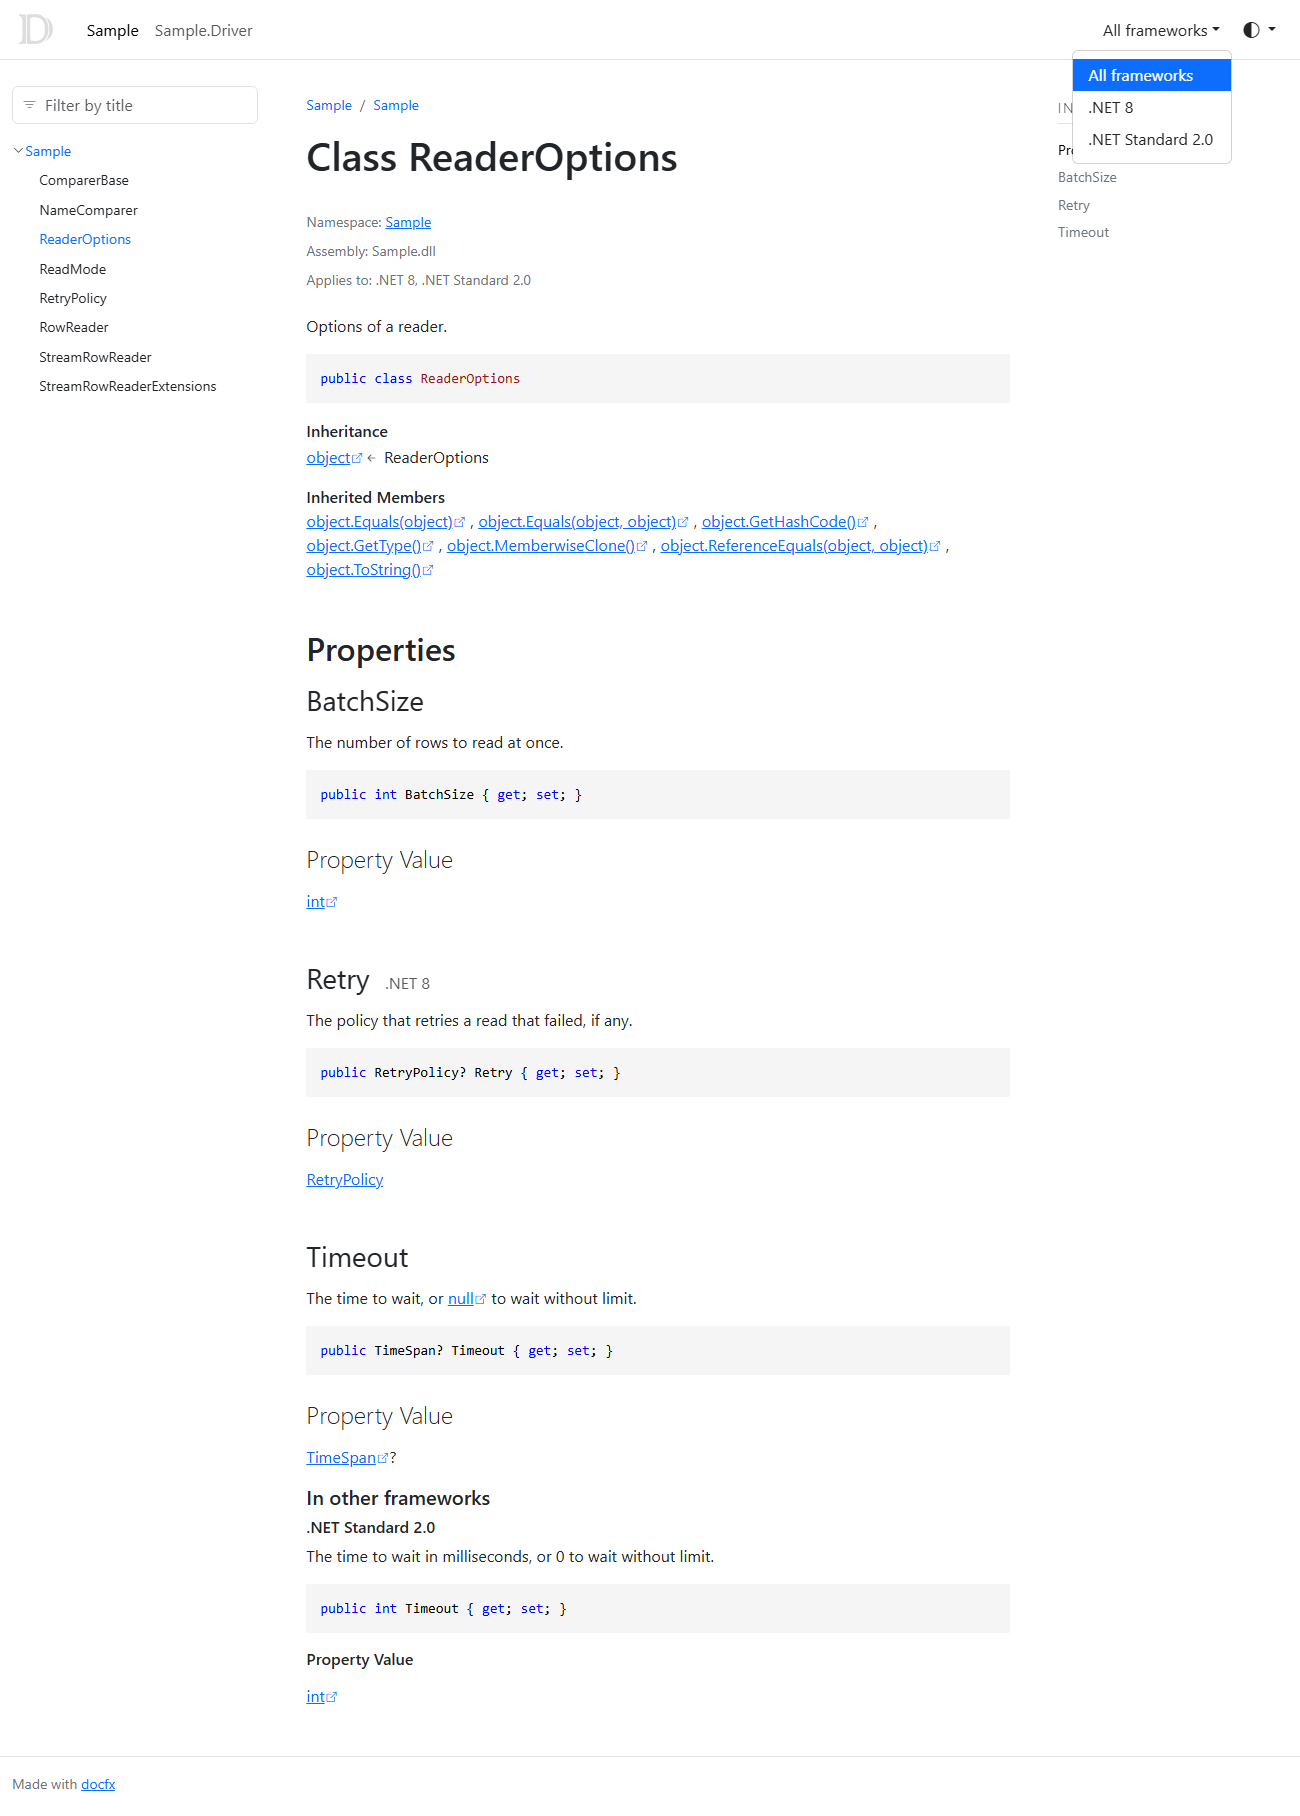 D
Sample
Sample.Driver
All frameworks
All frameworks
.NET 8
.NET Standard 2.0
Filter by title
Sample
ComparerBase
NameComparer
ReaderOptions
ReadMode
RetryPolicy
RowReader
StreamRowReader
StreamRowReaderExtensions
Sample / Sample
Class ReaderOptions
Namespace: Sample
Assembly: Sample.dll
Applies to: .NET 8, .NET Standard 2.0
Options of a reader.
public class ReaderOptions
Inheritance
object ← ReaderOptions
Inherited Members
object.Equals(object) , object.Equals(object, object) , object.GetHashCode() ,
object.GetType() , object.MemberwiseClone() , object.ReferenceEquals(object, object) ,
object.ToString()
Properties
BatchSize
The number of rows to read at once.
public int BatchSize { get; set; }
Property Value
int
Retry .NET 8
The policy that retries a read that failed, if any.
public RetryPolicy? Retry { get; set; }
Property Value
RetryPolicy
Timeout
The time to wait, or null to wait without limit.
public TimeSpan? Timeout { get; set; }
Property Value
TimeSpan?
In other frameworks
.NET Standard 2.0
The time to wait in milliseconds, or 0 to wait without limit.
public int Timeout { get; set; }
Property Value
int
BatchSize
Retry
Timeout
Made with docfx